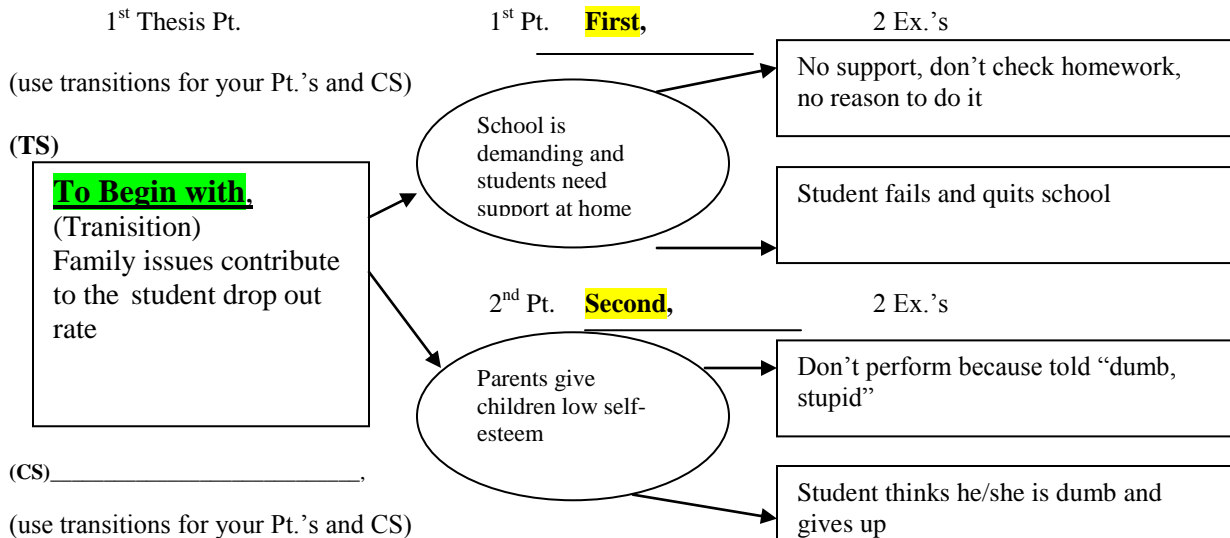 1st Thesis Pt.
1st Pt. First,
2 Ex.'s
(use transitions for your Pt.'s and CS)
(TS)
To Begin with,
(Tranisition)
Family issues contribute
to the student drop out
rate
School is
demanding and
students need
support at home
No support, don't check homework,
no reason to do it
Student fails and quits school
2nd Pt. Second,
2 Ex.'s
Parents give
children low self-
esteem
Don't perform because told "dumb,
stupid"
Student thinks he/she is dumb and
gives up
(CS)____________________________,
(use transitions for your Pt.'s and CS)